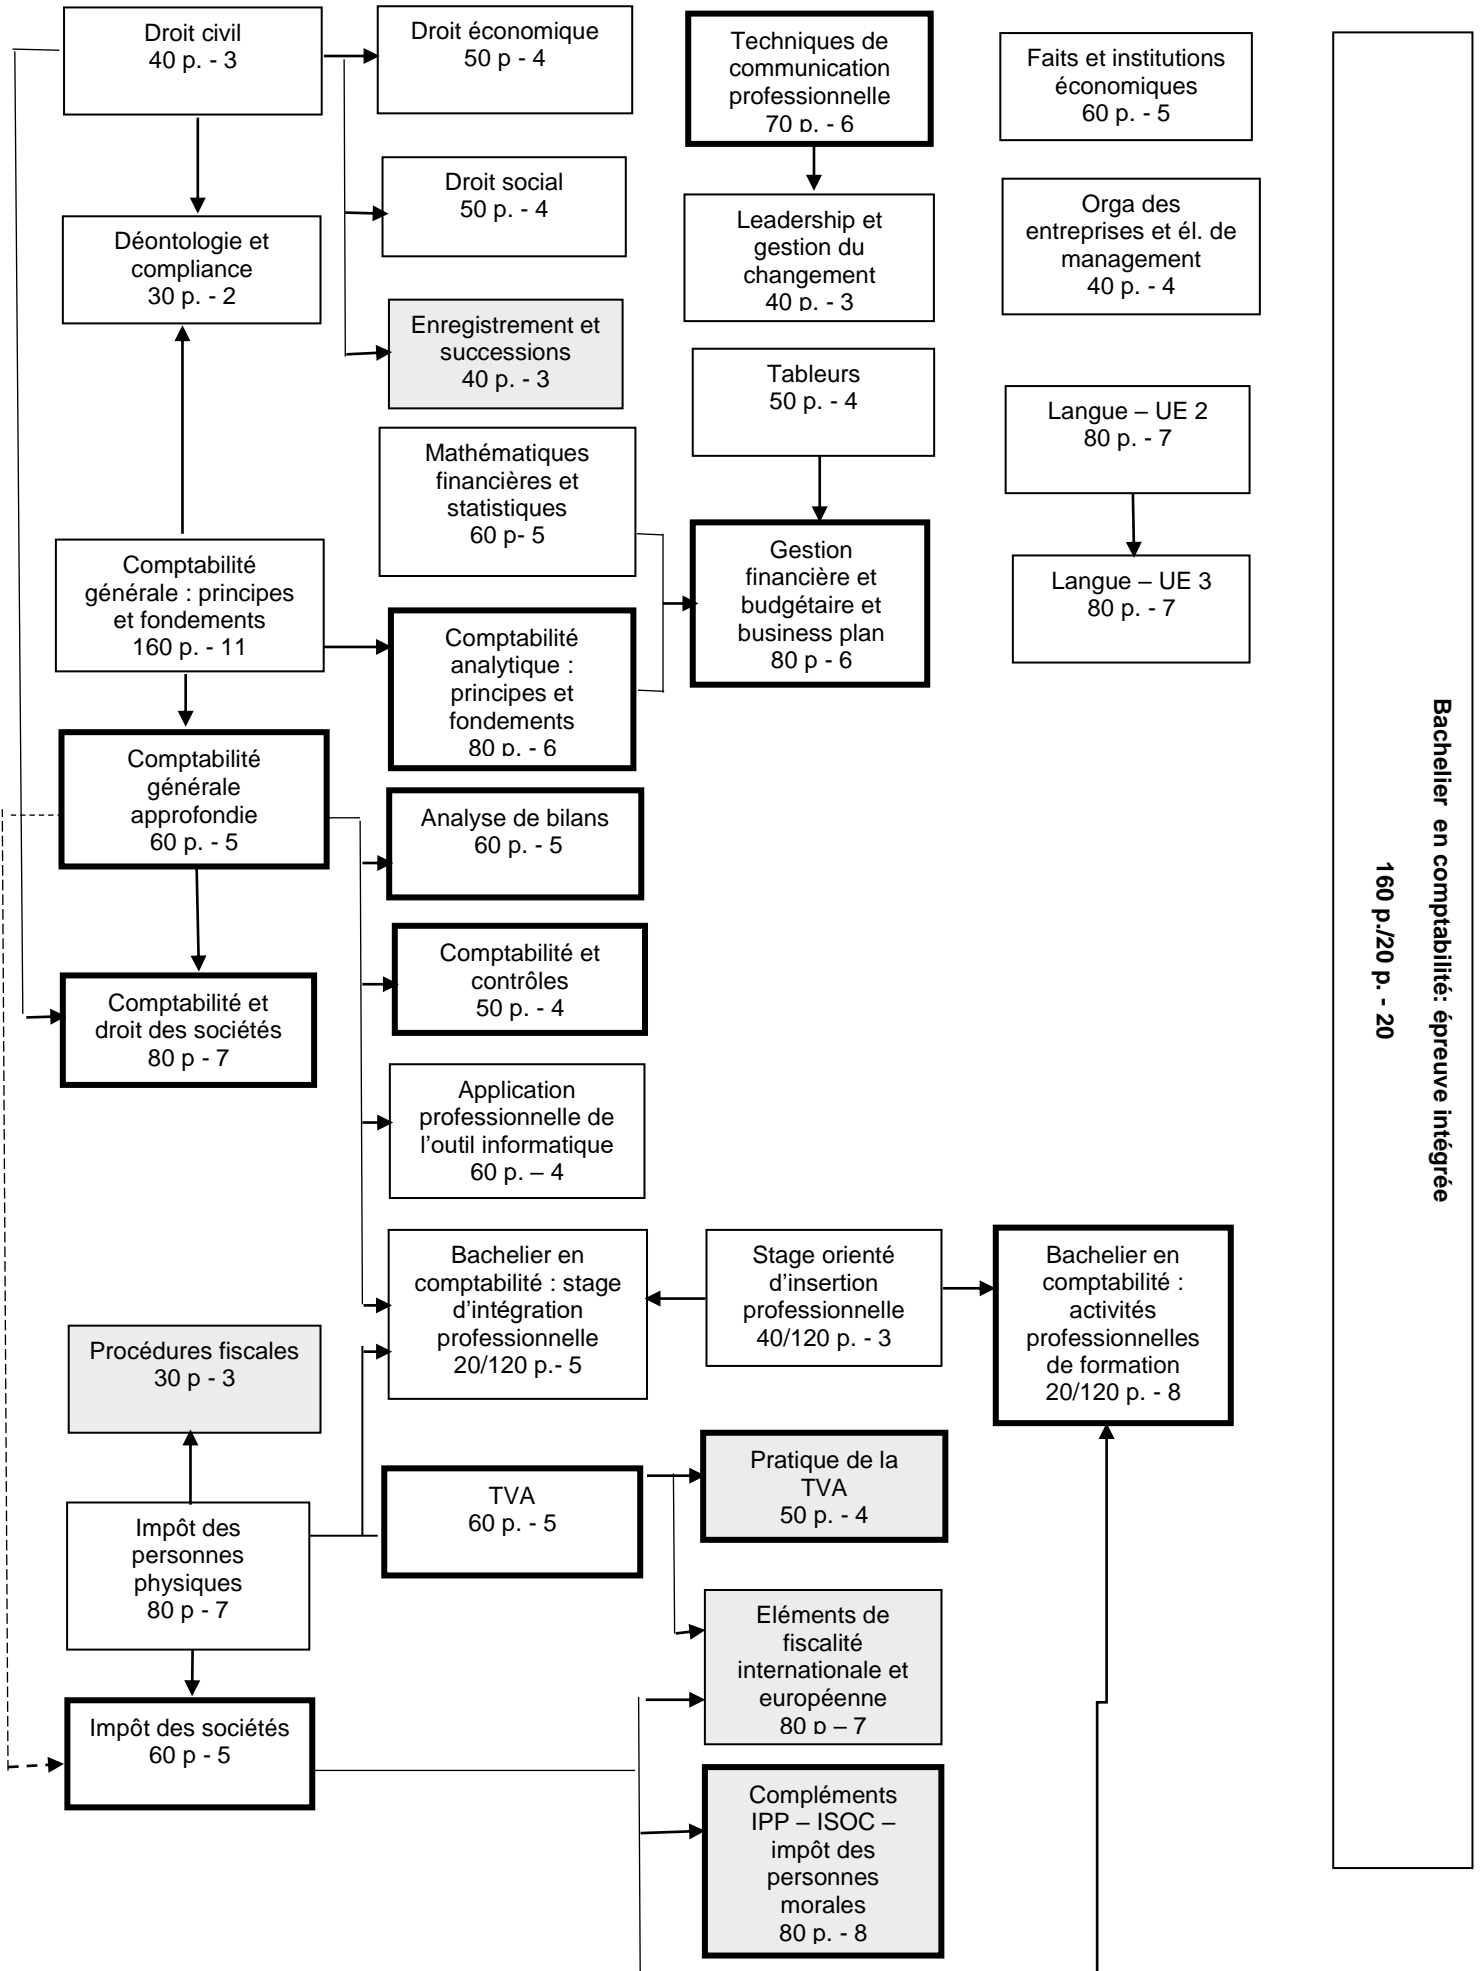 Droit civil
40 p. - 3
Droit économique
50 p - 4
Techniques de
communication
professionnelle
70 p. - 6
Faits et institutions
économiques
60 p. - 5
Droit social
50 p. - 4
Leadership et
gestion du
changement
40 p. - 3
Orga des
entreprises et él. de
management
40 p. - 4
Déontologie et
compliance
30 p. - 2
Enregistrement et
successions
40 p. - 3
Tableurs
50 p. - 4
Langue – UE 2
80 p. - 7
Mathématiques
financières et
statistiques
60 p- 5
Comptabilité
générale : principes
et fondements
160 p. - 11
Gestion
financière et
budgétaire et
business plan
80 p - 6
Langue – UE 3
80 p. - 7
Comptabilité
analytique :
principes et
fondements
80 p. - 6
Comptabilité
générale
approfondie
60 p. - 5
Analyse de bilans
60 p. - 5
Comptabilité et
contrôles
50 p. - 4
Comptabilité et
droit des sociétés
80 p - 7
Application
professionnelle de
l’outil informatique
60 p. – 4
Bachelier en
comptabilité : stage
d’intégration
professionnelle
20/120 p.- 5
Stage orienté
d’insertion
professionnelle
40/120 p. - 3
Bachelier en
comptabilité :
activités
professionnelles
de formation
20/120 p. - 8
Procédures fiscales
30 p - 3
TVA
60 p. - 5
Pratique de la
TVA
50 p. - 4
Impôt des
personnes
physiques
80 p - 7
Eléments de
fiscalité
internationale et
européenne
80 p – 7
Impôt des sociétés
60 p - 5
Compléments
IPP – ISOC –
impôt des
personnes
morales
80 p. - 8
Bachelier en comptabilité: épreuve intégrée
160 p./20 p. - 20